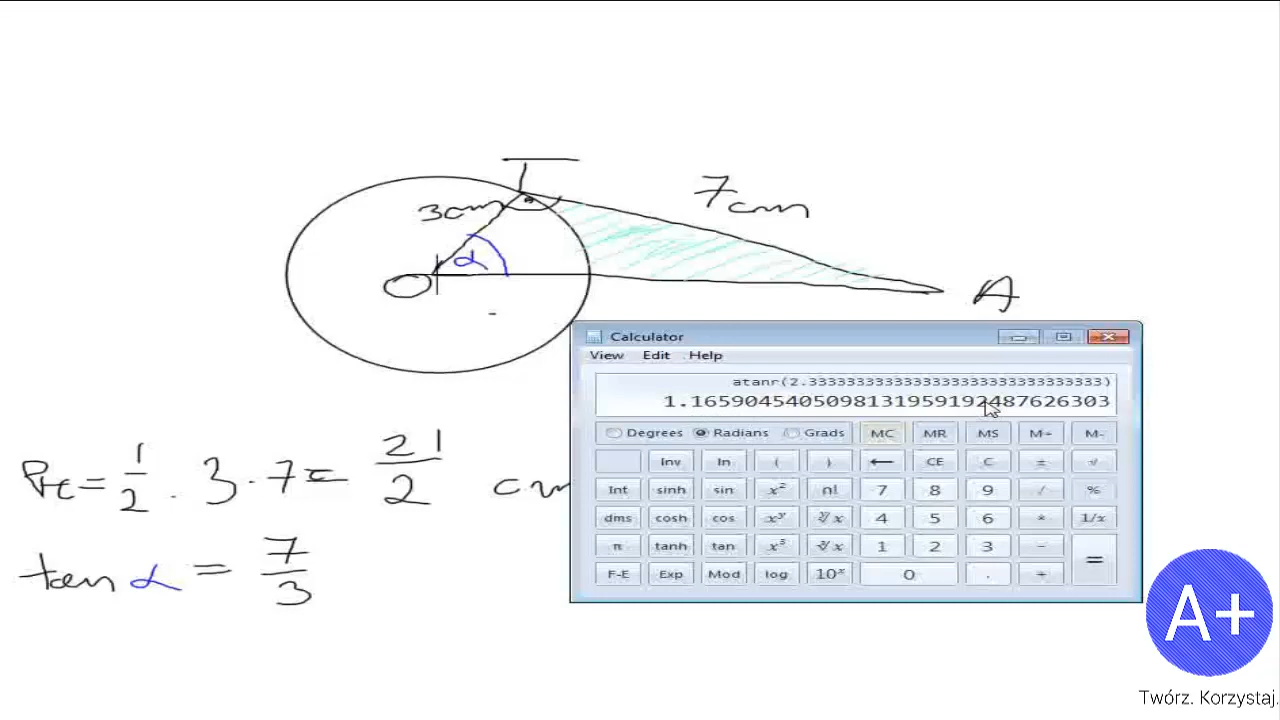 T
3cm
7cm
α
O
A
Calculator
View Edit Help
atanr(2.3333333333333333333333333333333)
1.1659045405098131959192487626303
Degrees Radians Grads MC MR MS M+ M-
Inv ln ( ) ← CE C ± √
Int sinh sin x² n! 7 8 9 / %
dms cosh cos xʸ ʸ√x 4 5 6 * 1/x
π tanh tan x³ ³√x 1 2 3 - =
F-E Exp Mod log 10ˣ 0 . +
= 1/2 · 3 · 7 = 21/2 cm
tan α = 7/3
A+
Twórz. Korzystaj.